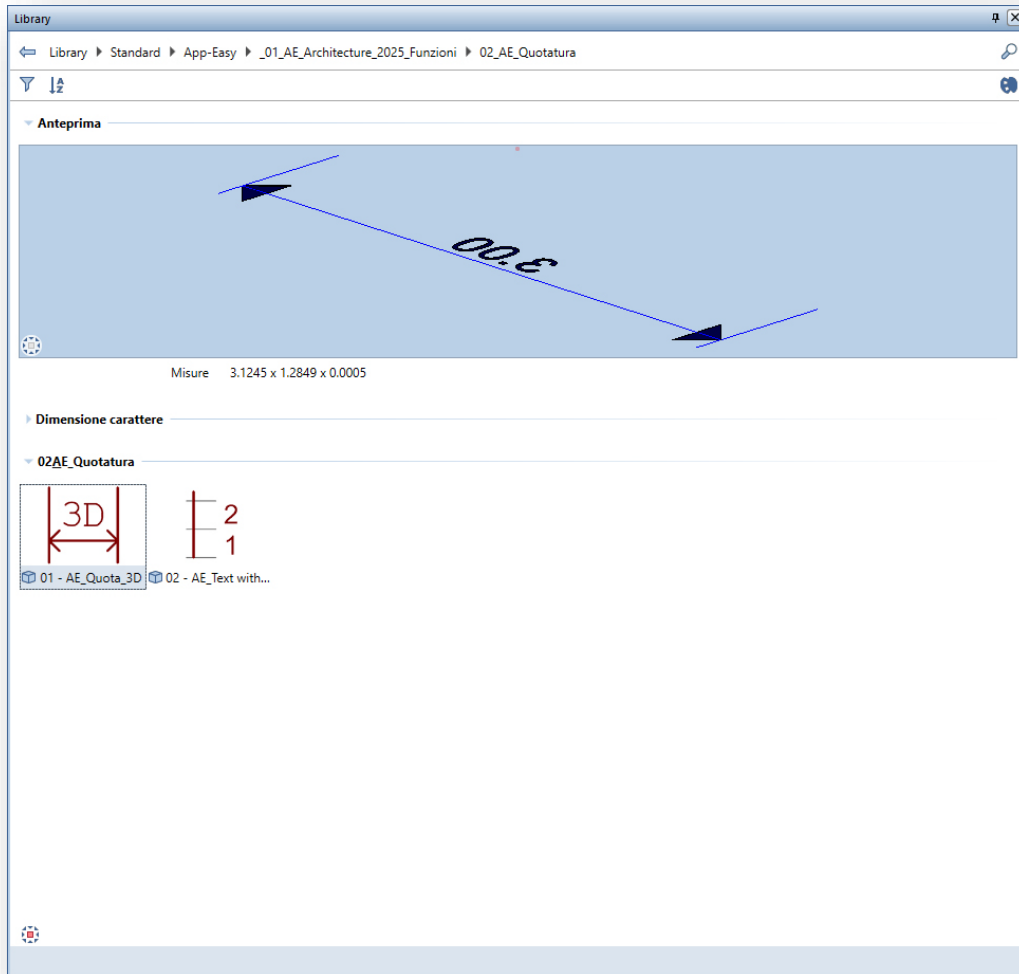 Library
Library Standard App-Easy _01_AE_Architecture_2025_Funzioni 02_AE_Quotatura
A
Z
Anteprima
3.00
Misure 3.1245 x 1.2849 x 0.0005
Dimensione carattere
02AE_Quotatura
3D
2
1
01 - AE_Quota_3D
02 - AE_Text with...